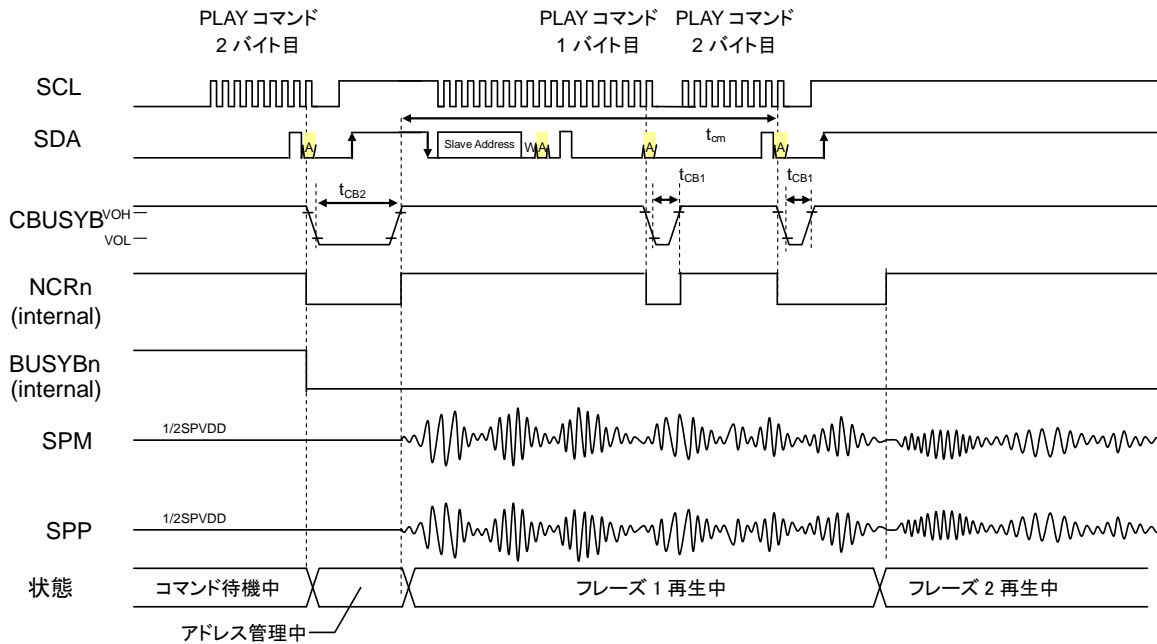 PLAY コマンド
2 バイト目
PLAY コマンド
1 バイト目
PLAY コマンド
2 バイト目
SCL
SDA
A
Slave Address
W
A
A
tcm
A
tCB2
tCB1
tCB1
CBUSYB
VOH
VOL
NCRn
(internal)
BUSYBn
(internal)
SPM
1/2SPVDD
SPP
1/2SPVDD
状態
コマンド待機中
フレーズ 1 再生中
フレーズ 2 再生中
アドレス管理中